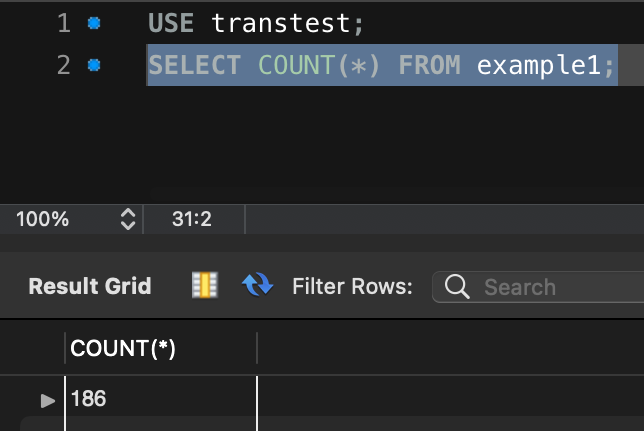 1 USE transtest;
2 SELECT COUNT(*) FROM example1;
100% 31:2
Result Grid Filter Rows: Search
COUNT(*)
186